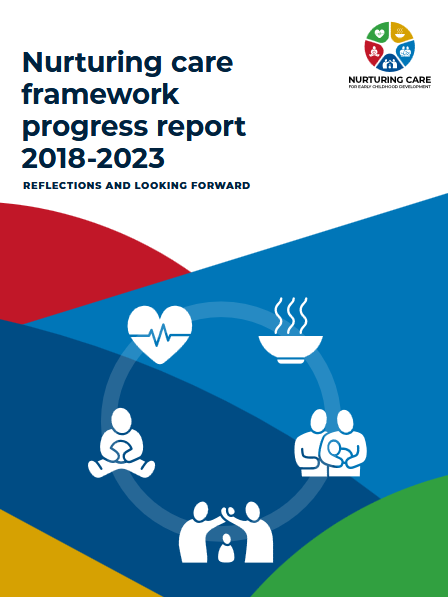 Nurturing care
framework
progress report
2018-2023
REFLECTIONS AND LOOKING FORWARD
NURTURING CARE
FOR EARLY CHILDHOOD DEVELOPMENT